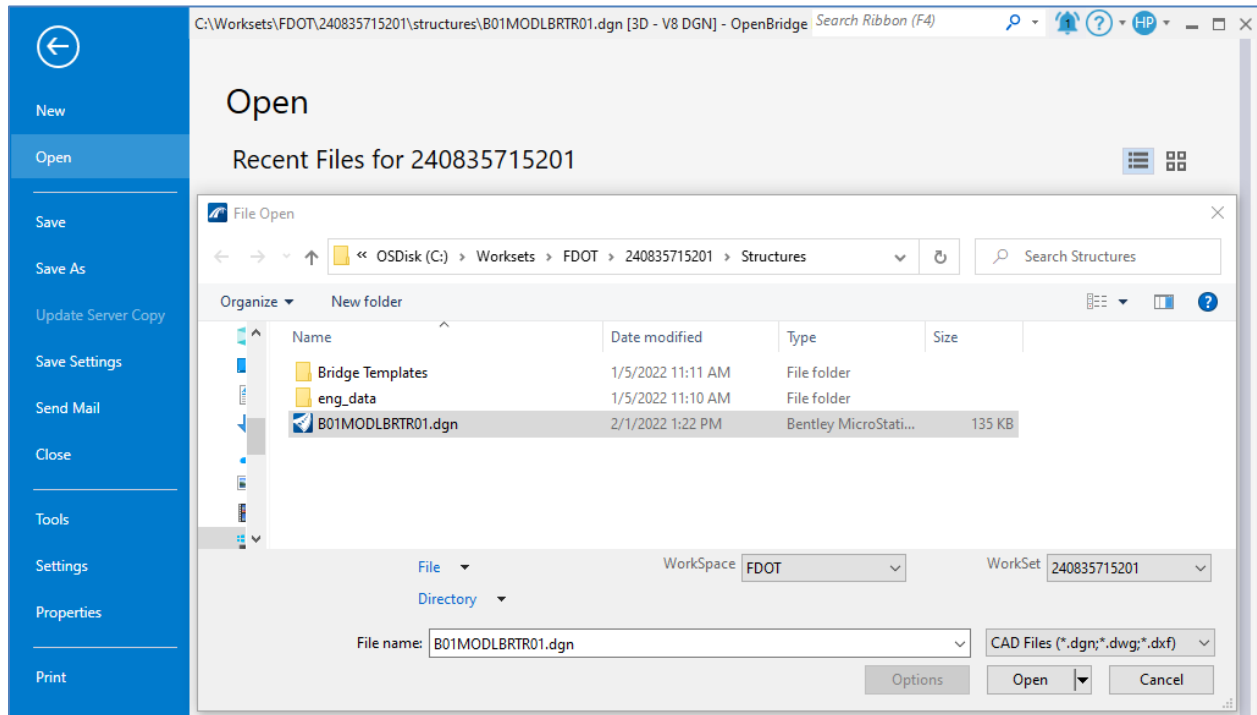 C:\Worksets\FDOT\240835715201\structures\B01MODLBRTR01.dgn [3D - V8 DGN] - OpenBridge Search Ribbon (F4) 1 ? HP
New
Open
Save
Save As
Update Server Copy
Save Settings
Send Mail
Close
Tools
Settings
Properties
Print
Open
Recent Files for 240835715201
File Open
« OSDisk (C:) > Worksets > FDOT > 240835715201 > Structures
Search Structures
Organize New folder ?
Name Date modified Type Size
Bridge Templates 1/5/2022 11:11 AM File folder
eng_data 1/5/2022 11:10 AM File folder
B01MODLBRTR01.dgn 2/1/2022 1:22 PM Bentley MicroStati... 135 KB
File WorkSpace FDOT WorkSet 240835715201
Directory
File name: B01MODLBRTR01.dgn CAD Files (*.dgn;*.dwg;*.dxf)
Options Open Cancel